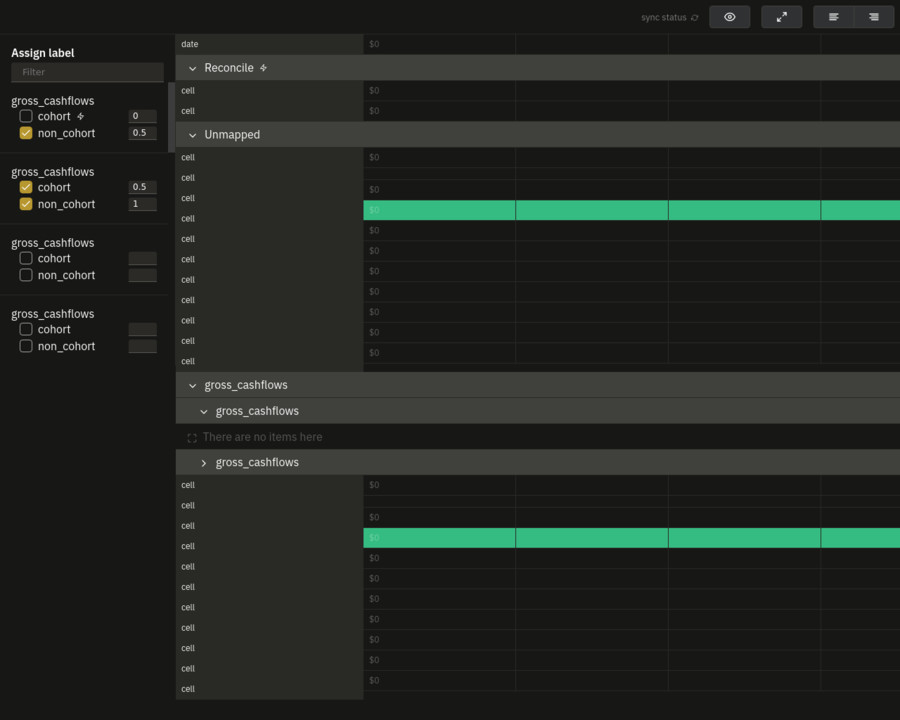 sync status
Assign label
Filter
gross_cashflows
cohort 0
non_cohort 0.5
gross_cashflows
cohort 0.5
non_cohort 1
gross_cashflows
cohort
non_cohort
gross_cashflows
cohort
non_cohort
date $0
Reconcile
cell $0
cell $0
Unmapped
cell $0
cell
$0
cell
$0
cell
$0
cell
$0
cell
$0
cell
$0
cell
$0
cell
$0
cell
$0
cell
gross_cashflows
gross_cashflows
There are no items here
gross_cashflows
cell $0
cell
$0
cell
$0
cell
$0
cell
$0
cell
$0
cell
$0
cell
$0
cell
$0
cell
$0
cell